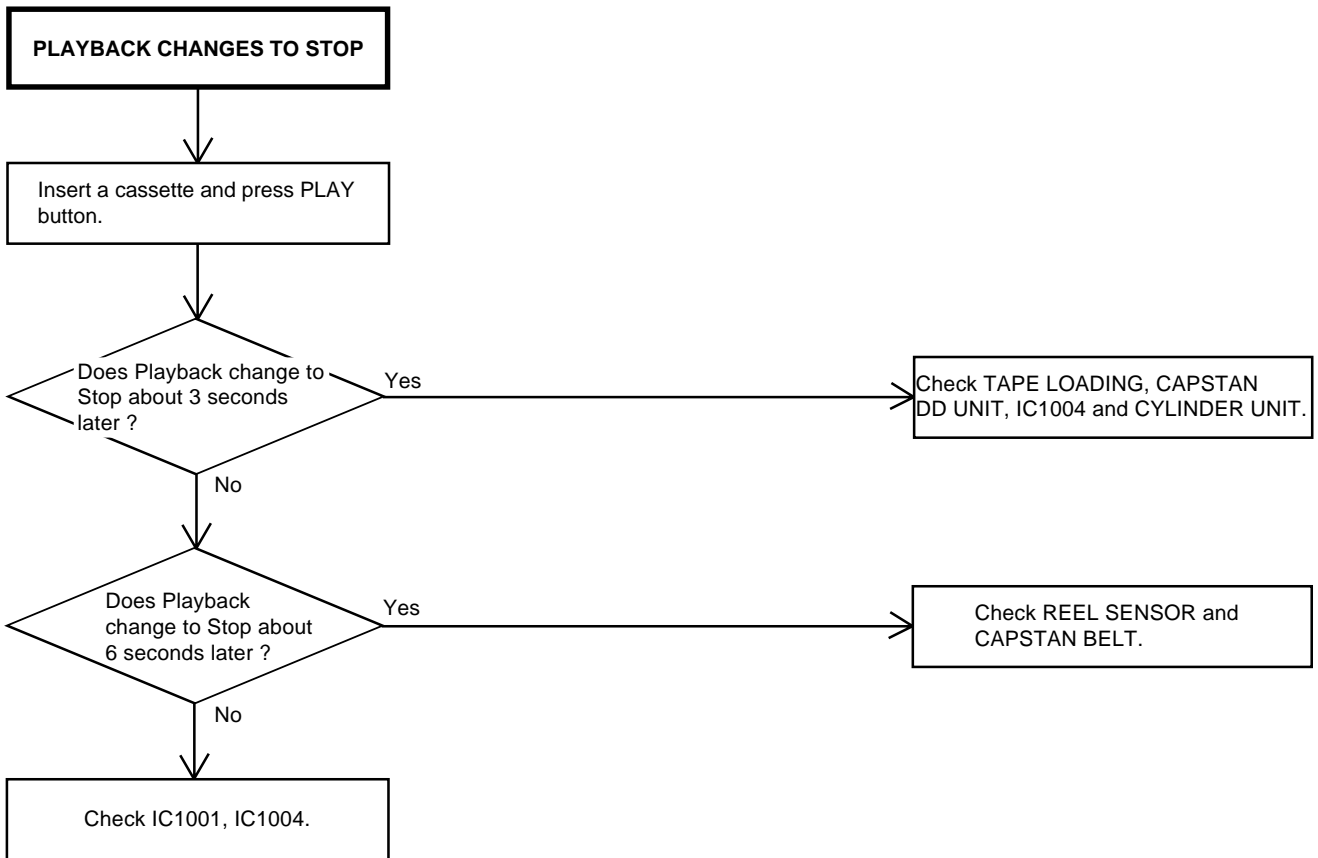 PLAYBACK CHANGES TO STOP
Insert a cassette and press PLAY
button.
Does Playback change to
Stop about 3 seconds
later ?
Yes
Check TAPE LOADING, CAPSTAN
DD UNIT, IC1004 and CYLINDER UNIT.
No
Does Playback
change to Stop about
6 seconds later ?
Yes
Check REEL SENSOR and
CAPSTAN BELT.
No
Check IC1001, IC1004.